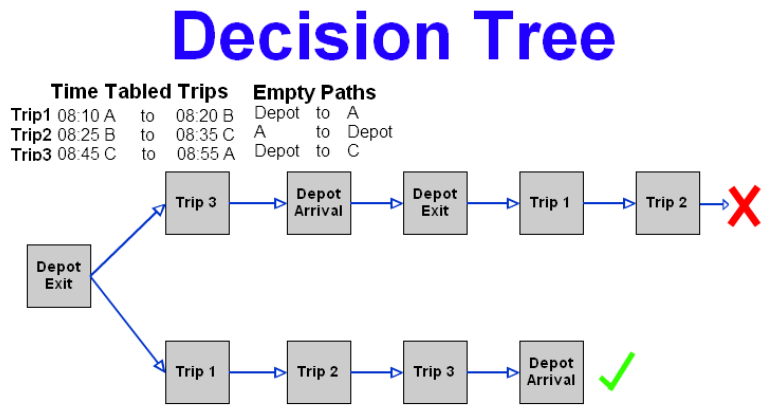 Decision Tree
Time Tabled Trips Empty Paths
Trip1 08:10 A to 08:20 B Depot to A
Trip2 08:25 B to 08:35 C A to Depot
Trip3 08:45 C to 08:55 A Depot to C
Trip 3
Depot
Arrival
Depot
Exit
Trip 1
Trip 2
Depot
Exit
Trip 1
Trip 2
Trip 3
Depot
Arrival